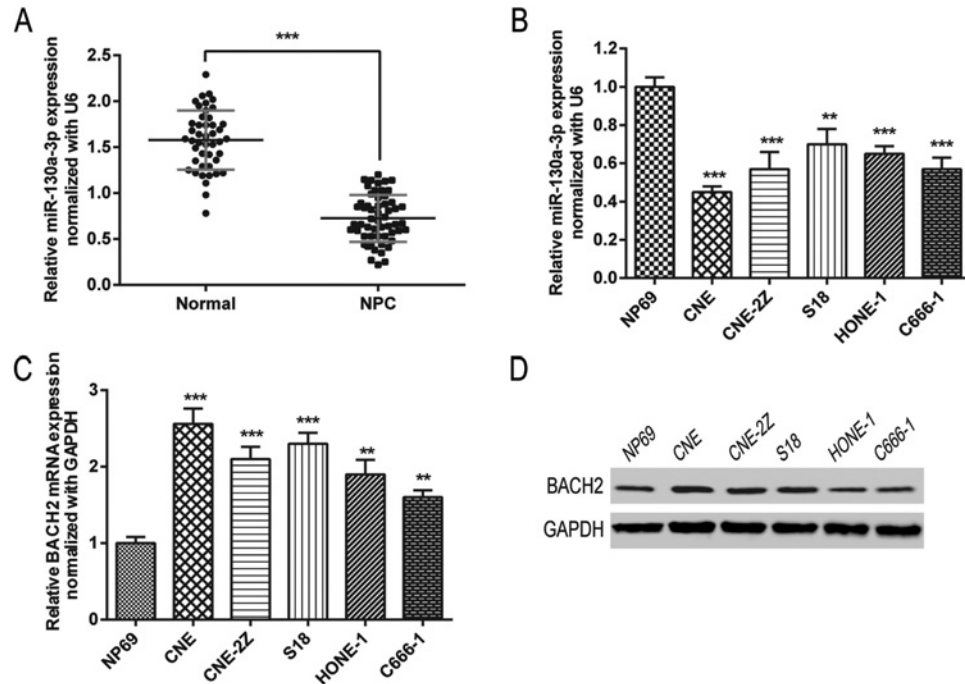 A
Relative miR-130a-3p expression
normalized with U6
2.5
2.0
1.5
1.0
0.5
0.0
***
Normal
NPC
B
Relative miR-130a-3p expression
normalized with U6
1.2
1.0
0.8
0.6
0.4
0.2
0.0
***
***
**
***
***
NP69
CNE
CNE-2Z
S18
HONE-1
C666-1
C
Relative BACH2 mRNA expression
normalized with GAPDH
3
2
1
0
***
***
***
**
**
NP69
CNE
CNE-2Z
S18
HONE-1
C666-1
D
NP69
CNE
CNE-2Z
S18
HONE-1
C666-1
BACH2
GAPDH